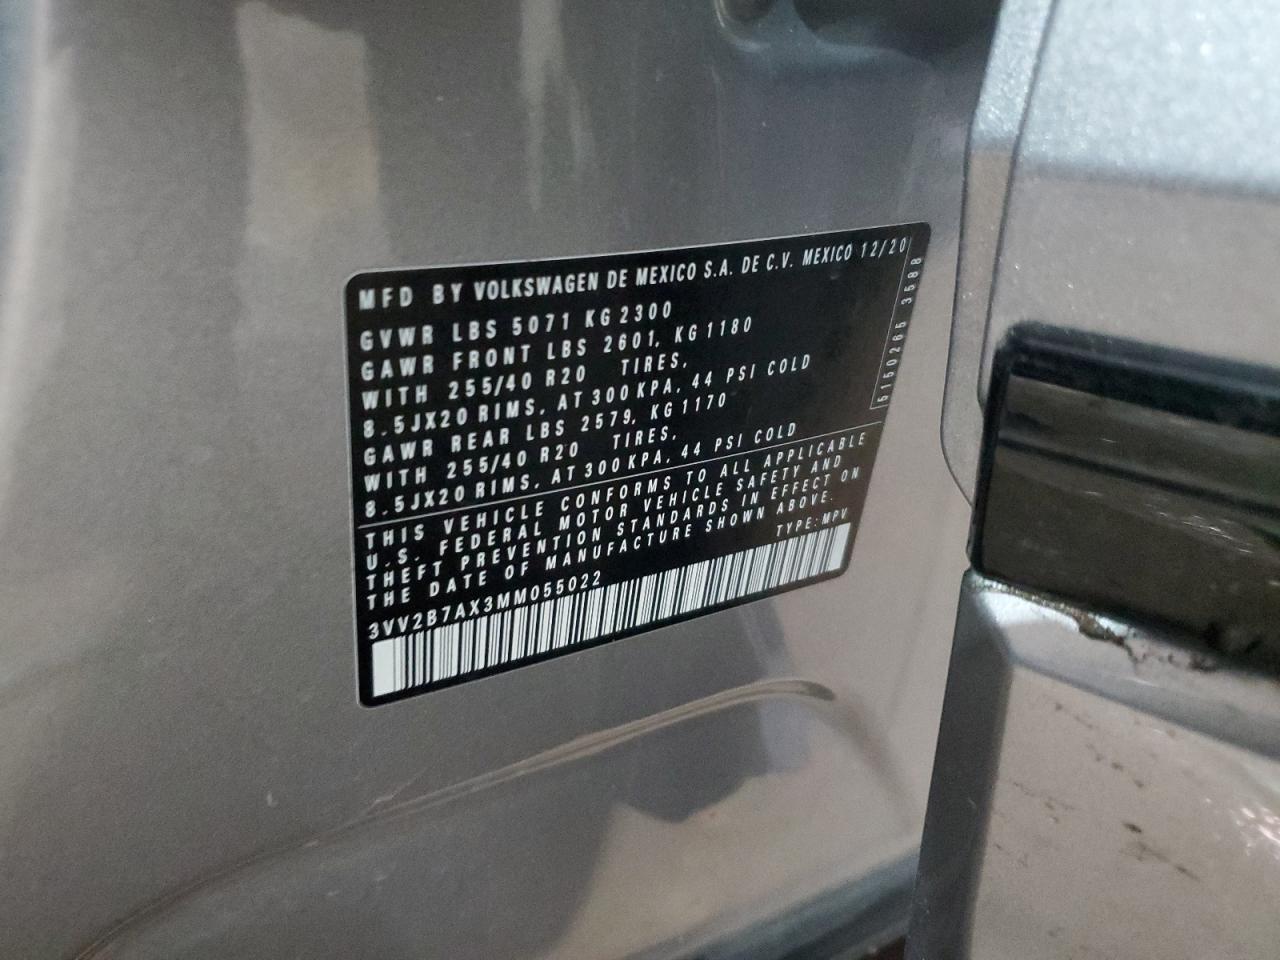 MFD BY VOLKSWAGEN DE MEXICO S.A. DE C.V. MEXICO 12/20
GVWR LBS 5071 KG 2300
GAWR FRONT LBS 2601, KG 1180
WITH 255/40 R20 TIRES,
8.5JX20 RIMS, AT 300 KPA, 44 PSI COLD
GAWR REAR LBS 2579, KG 1170
WITH 255/40 R20 TIRES,
8.5JX20 RIMS, AT 300 KPA, 44 PSI COLD
5150265 3588
THIS VEHICLE CONFORMS TO ALL APPLICABLE
U.S. FEDERAL MOTOR VEHICLE SAFETY AND
THEFT PREVENTION STANDARDS IN EFFECT ON
THE DATE OF MANUFACTURE SHOWN ABOVE.
TYPE: MPV
3VV2B7AX3MM055022